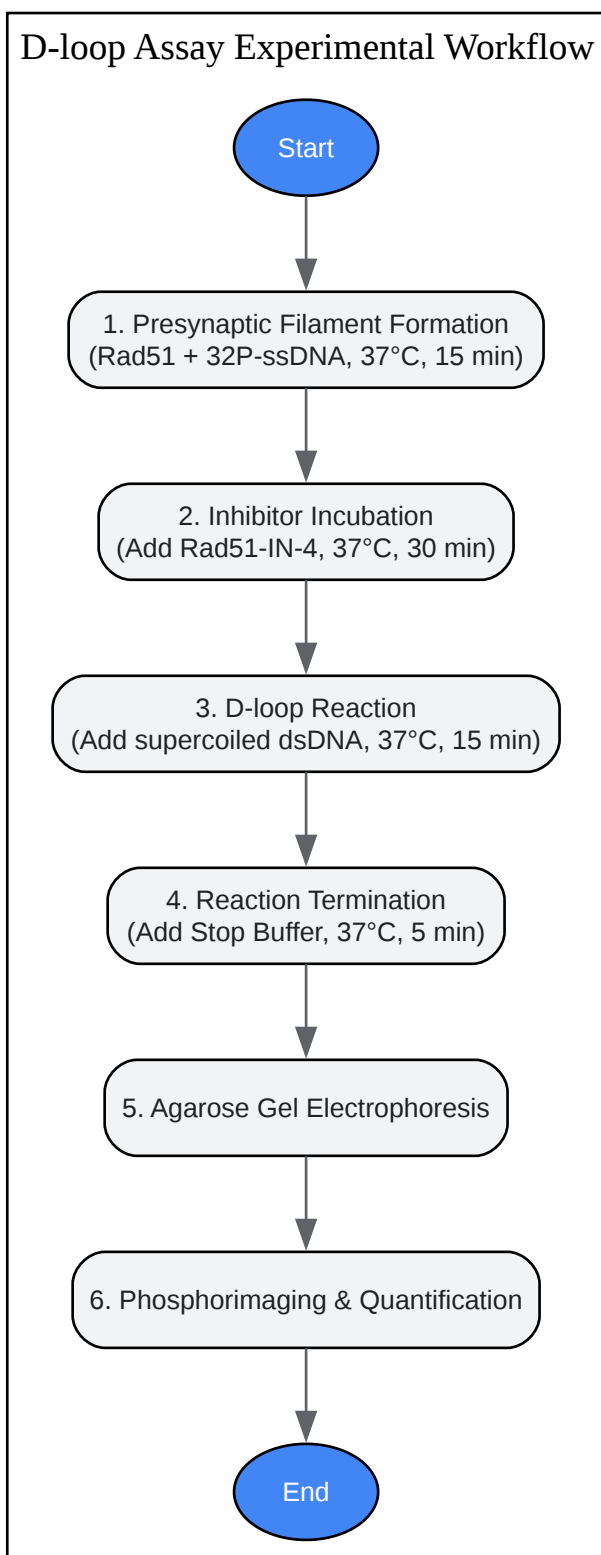 D-loop Assay Experimental Workflow
Start
1. Presynaptic Filament Formation
(Rad51 + 32P-ssDNA, 37°C, 15 min)
2. Inhibitor Incubation
(Add Rad51-IN-4, 37°C, 30 min)
3. D-loop Reaction
(Add supercoiled dsDNA, 37°C, 15 min)
4. Reaction Termination
(Add Stop Buffer, 37°C, 5 min)
5. Agarose Gel Electrophoresis
6. Phosphorimaging & Quantification
End